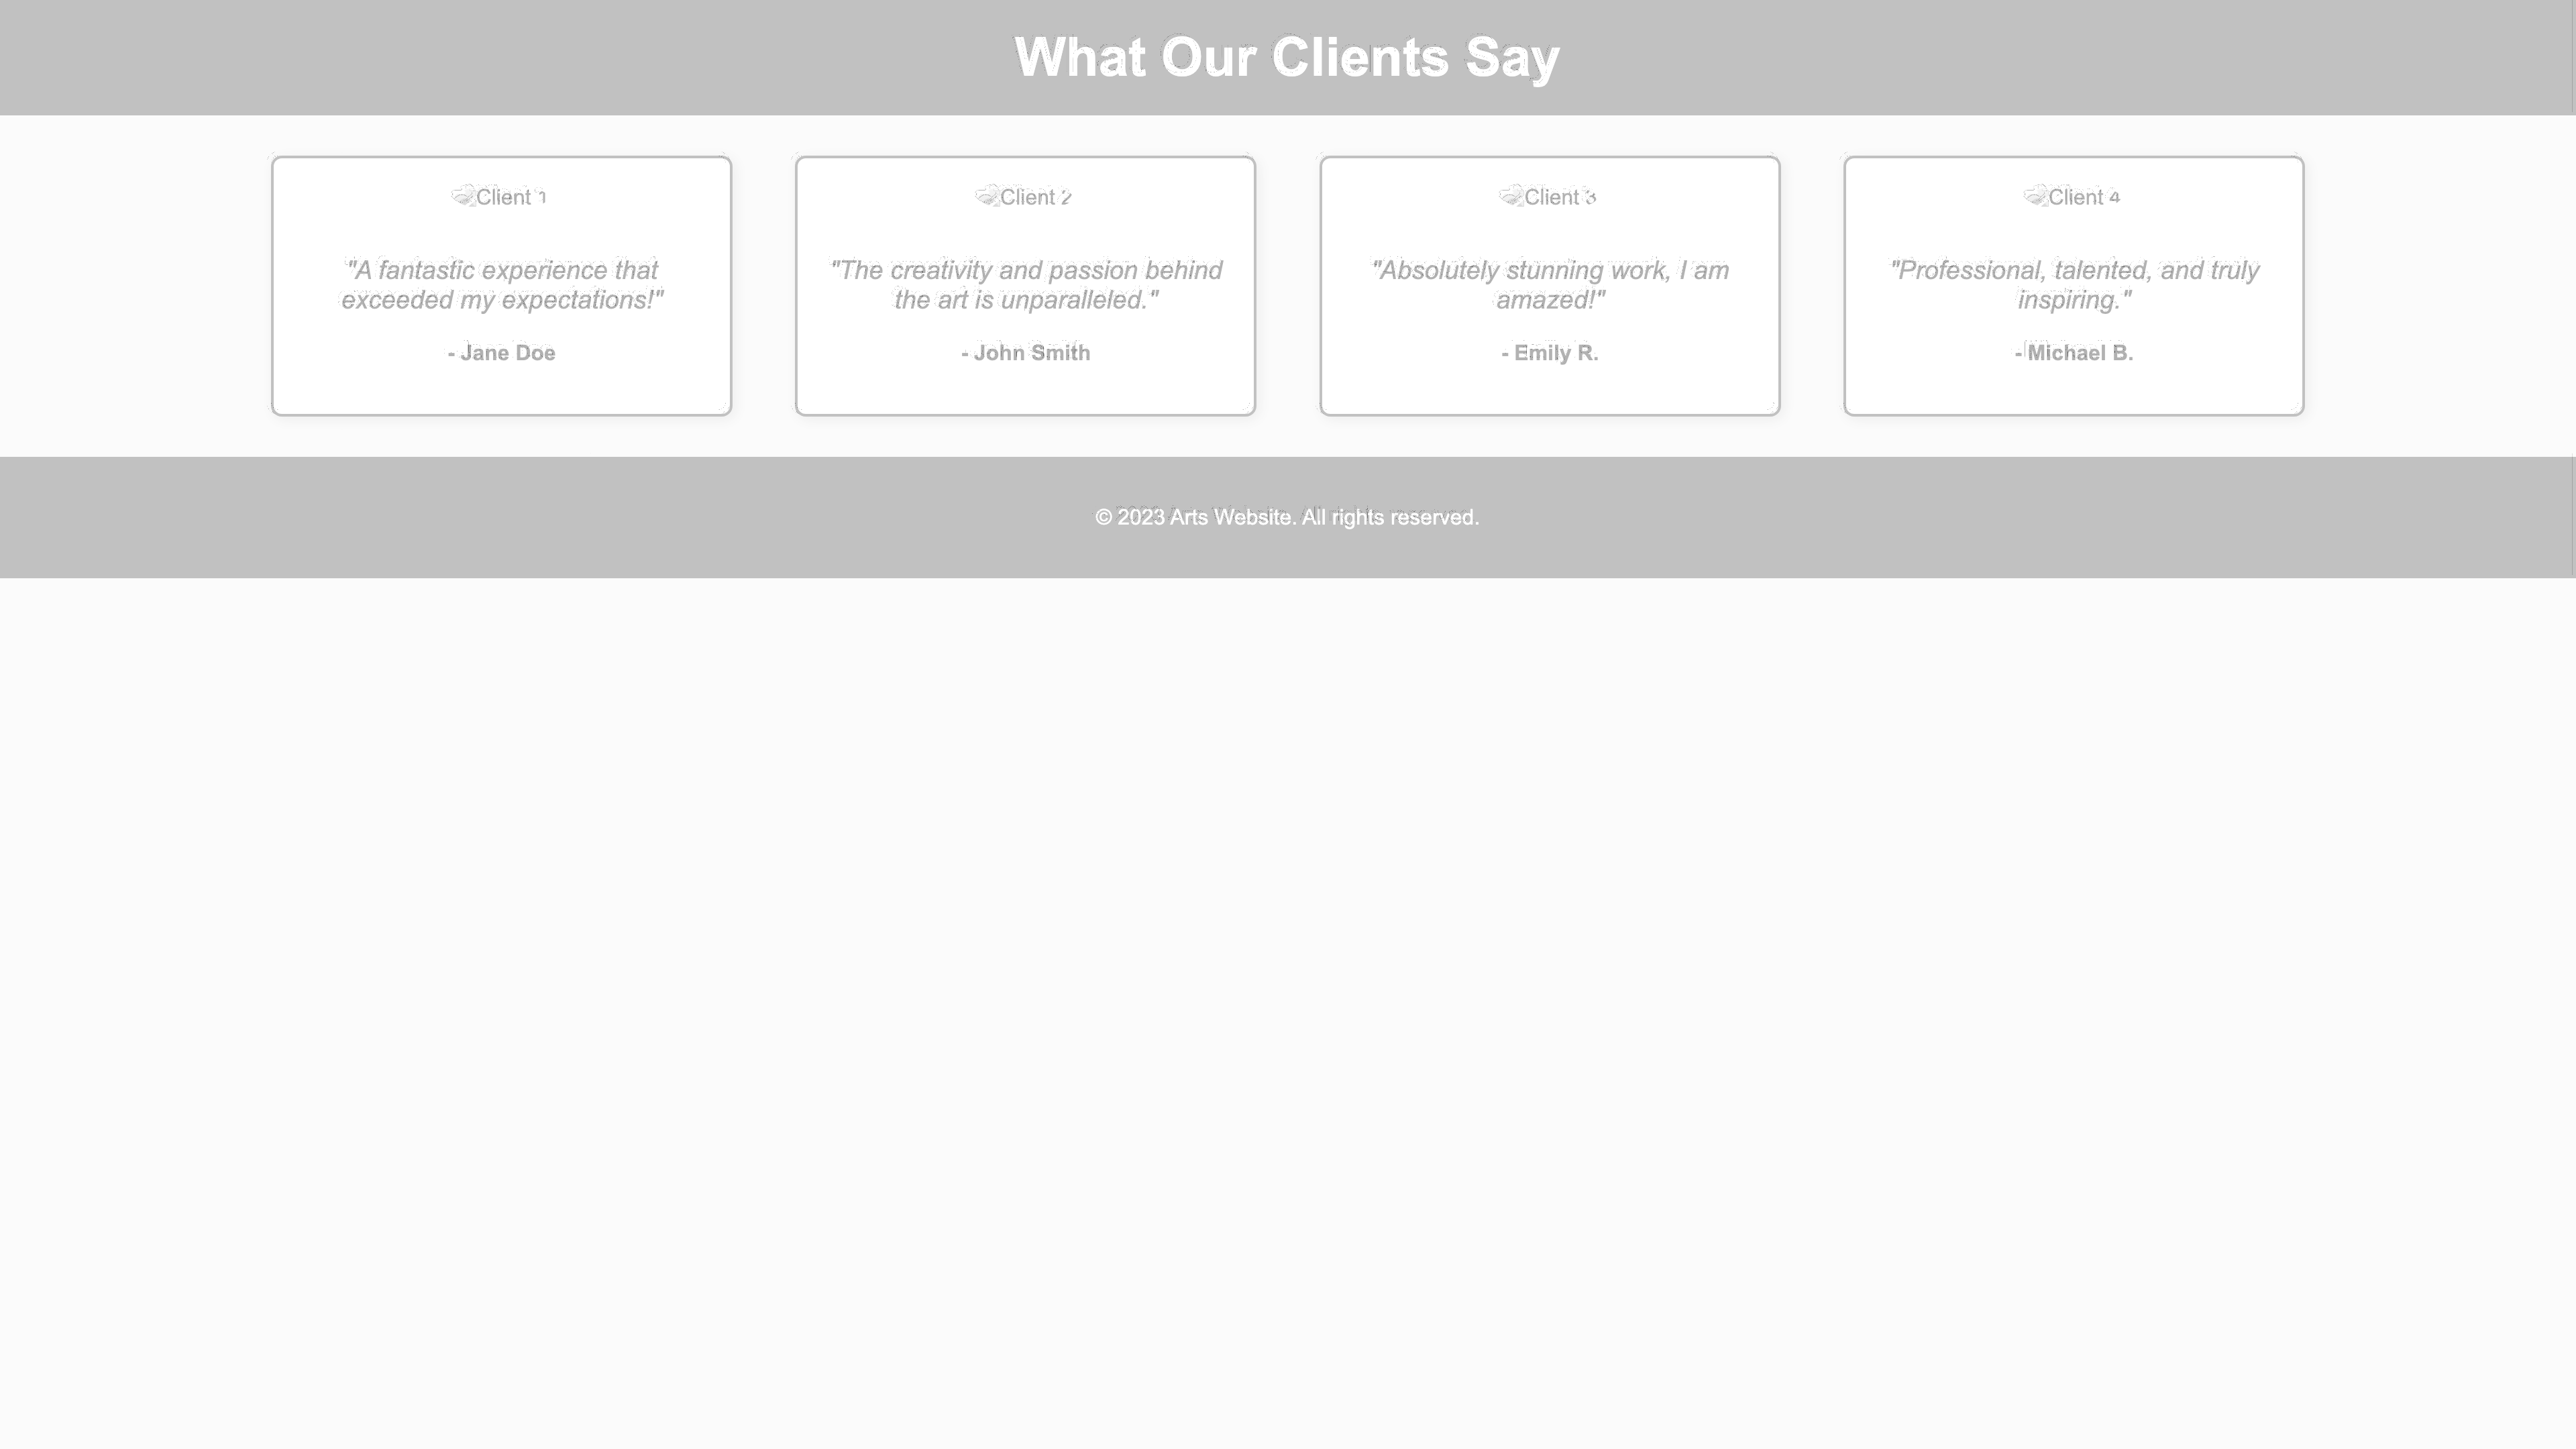 What Our Clients Say
Client 1
"A fantastic experience that
exceeded my expectations!"
- Jane Doe
Client 2
"The creativity and passion behind
the art is unparalleled."
- John Smith
Client 3
"Absolutely stunning work, I am
amazed!"
- Emily R.
Client 4
"Professional, talented, and truly
inspiring."
- Michael B.
© 2023 Arts Website. All rights reserved.